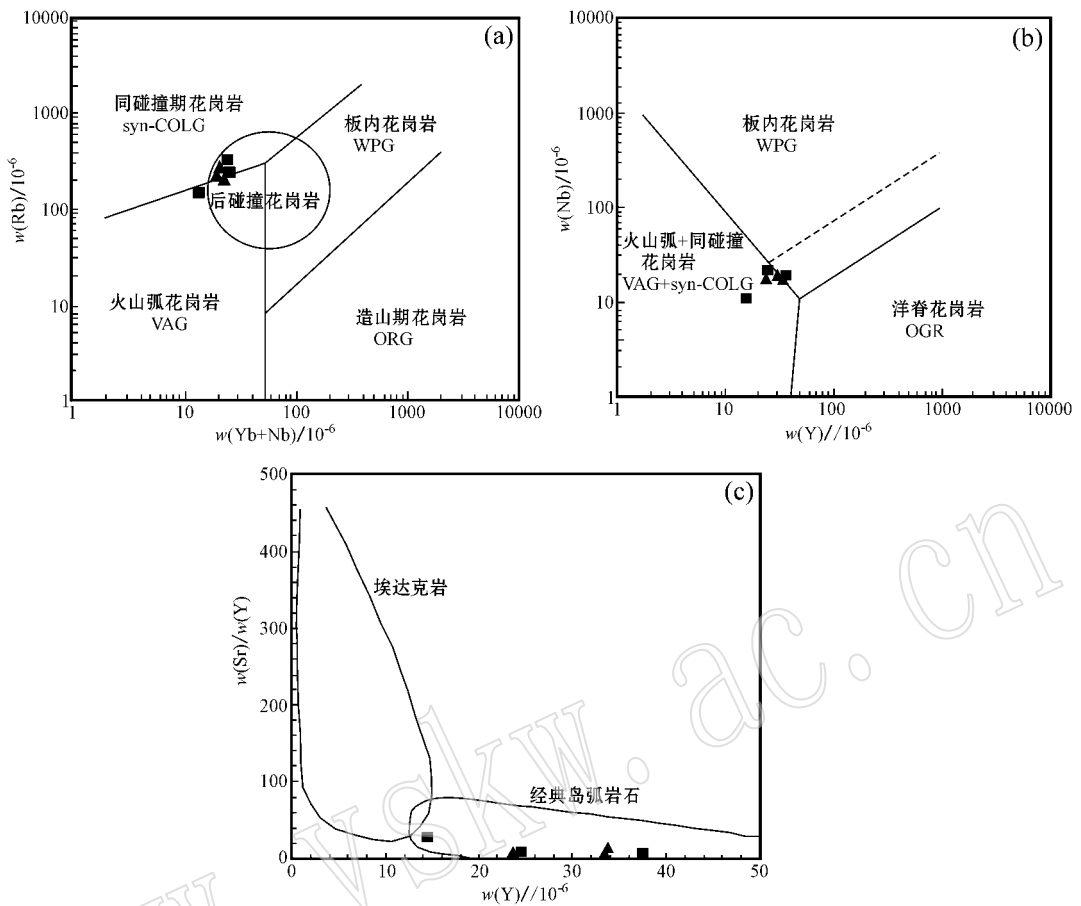 (a)
10000
1000
100
10
1
w(Rb)/10⁻⁶
同碰撞期花岗岩
syn-COLG
板内花岗岩
WPG
后碰撞花岗岩
火山弧花岗岩
VAG
造山期花岗岩
ORG
1
10
100
1000
10000
w(Yb+Nb)/10⁻⁶
(b)
10000
1000
100
10
1
w(Nb)/10⁻⁶
板内花岗岩
WPG
火山弧+同碰撞
花岗岩
VAG+syn-COLG
洋脊花岗岩
OGR
1
10
100
1000
10000
w(Y)//10⁻⁶
(c)
500
400
300
200
100
0
w(Sr)/w(Y)
埃达克岩
经典岛弧岩石
0
10
20
30
40
50
w(Y)//10⁻⁶
w.vskw.ac.cn